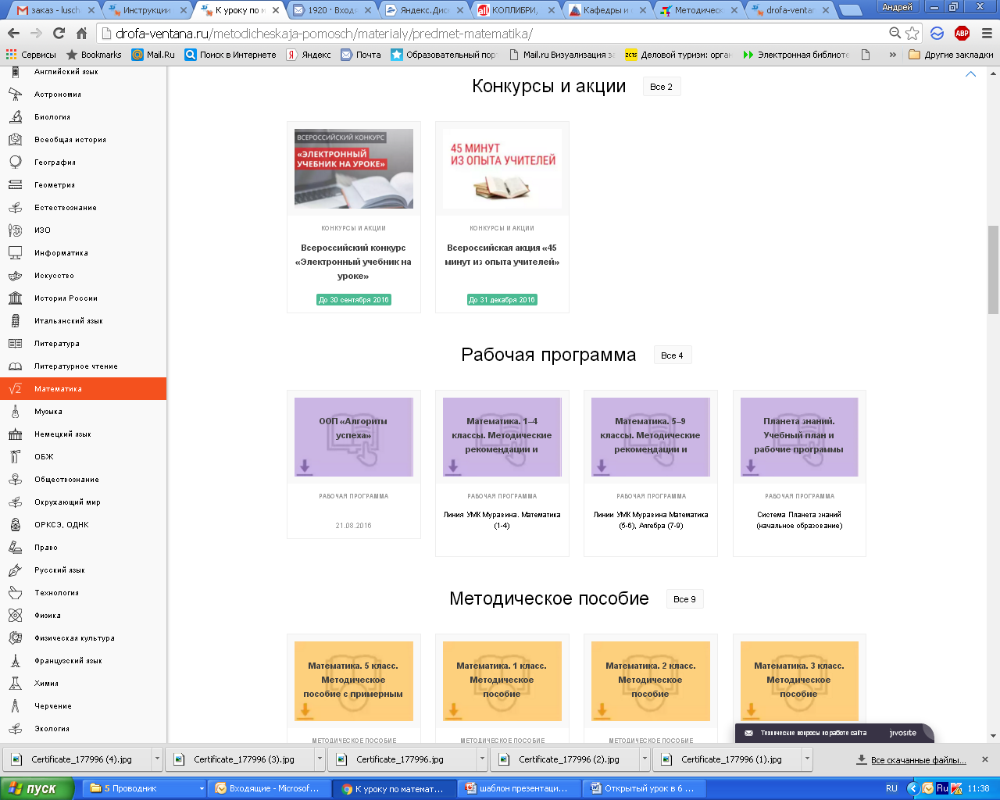 заказ - lusch
Инструкции
К уроку по м
1920 · Входя
Яндекс.Дис
КОЛЛИБРИ,
Кафедры и
Методическ
drofa-ventan
Андрей
drofa-ventana.ru/metodicheskaja-pomosch/materialy/predmet-matematika/
ABP
Сервисы
Bookmarks
Mail.Ru
Поиск в Интернете
Яндекс
Почта
Образовательный пор
Mail.ru Визуализация за
Деловой туризм: орган
Электронная библиоте
Другие закладки
Английский язык
Астрономия
Биология
Всеобщая история
География
Геометрия
Естествознание
ИЗО
Информатика
Искусство
История России
Итальянский язык
Литература
Литературное чтение
√2 Математика
Музыка
Немецкий язык
ОБЖ
Обществознание
Окружающий мир
ОРКСЭ, ОДНК
Право
Русский язык
Технология
Физика
Физическая культура
Французский язык
Химия
Черчение
Экология
Конкурсы и акции
Все 2
ВСЕРОССИЙСКИЙ КОНКУРС
«ЭЛЕКТРОННЫЙ
УЧЕБНИК НА УРОКЕ»
КОНКУРСЫ И АКЦИИ
Всероссийский конкурс
«Электронный учебник на
уроке»
До 30 сентября 2016
45 МИНУТ
ИЗ ОПЫТА УЧИТЕЛЕЙ
КОНКУРСЫ И АКЦИИ
Всероссийская акция «45
минут из опыта учителей»
До 31 декабря 2016
Рабочая программа
Все 4
ООП «Алгоритм
успеха»
РАБОЧАЯ ПРОГРАММА
21.08.2016
Математика. 1–4
классы. Методические
рекомендации и
РАБОЧАЯ ПРОГРАММА
Линия УМК Муравина. Математика
(1-4)
Математика. 5–9
классы. Методические
рекомендации и
РАБОЧАЯ ПРОГРАММА
Линии УМК Муравина Математика
(5-6), Алгебра (7-9)
Планета знаний.
Учебный план и
рабочие программы
РАБОЧАЯ ПРОГРАММА
Система Планета знаний
(начальное образование)
Методическое пособие
Все 9
Математика. 5 класс.
Методическое
пособие с примерным
МЕТОДИЧЕСКОЕ ПОСОБИЕ
Математика. 1 класс.
Методическое
пособие
МЕТОДИЧЕСКОЕ ПОСОБИЕ
Математика. 2 класс.
Методическое
пособие
МЕТОДИЧЕСКОЕ ПОСОБИЕ
Математика. 3 класс.
Методическое
пособие
Технические вопросы по работе сайта
jivosite
Certificate_177996 (4).jpg
Certificate_177996 (3).jpg
Certificate_177996.jpg
Certificate_177996 (2).jpg
Certificate_177996 (1).jpg
Все скачанные файлы...
пуск
5 Проводник
Входящие - Microsof...
К уроку по математ...
шаблон презентаци...
Открытый урок в 6 ...
RU
Ru
11:38